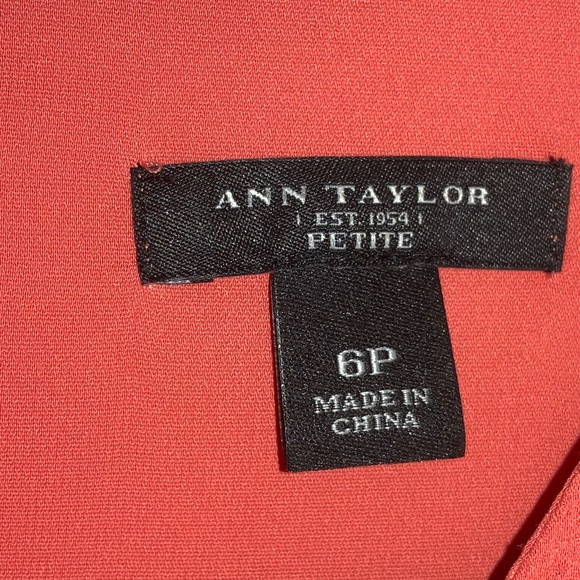 ANN TAYLOR
| EST. 1954 |
PETITE
6P
MADE IN
CHINA